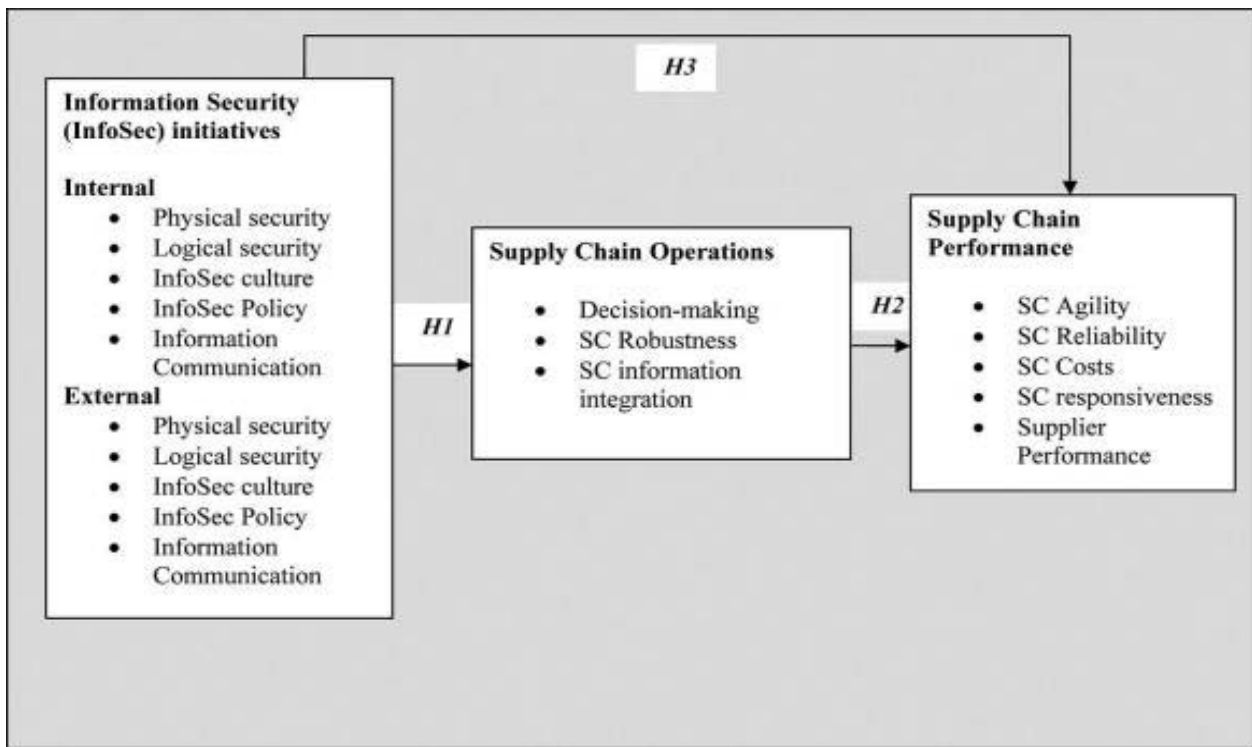 H3
Information Security
(InfoSec) initiatives
Internal
• Physical security
• Logical security
• InfoSec culture
• InfoSec Policy
• Information
Communication
External
• Physical security
• Logical security
• InfoSec culture
• InfoSec Policy
• Information
Communication
H1
Supply Chain Operations
• Decision-making
• SC Robustness
• SC information
integration
H2
Supply Chain
Performance
• SC Agility
• SC Reliability
• SC Costs
• SC responsiveness
• Supplier
Performance